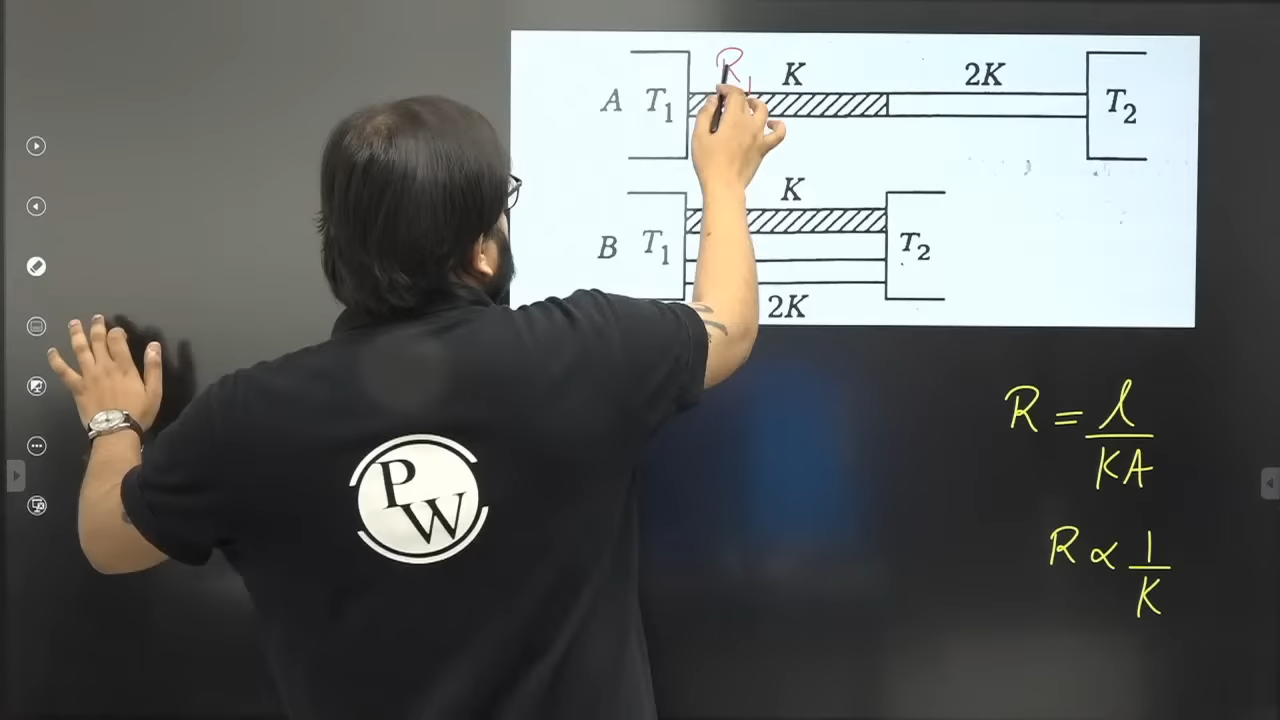 R₁ K 2K
A T₁ T₂
K
B T₁ T₂
2K
R = l/KA
R ∝ 1/K
P
W